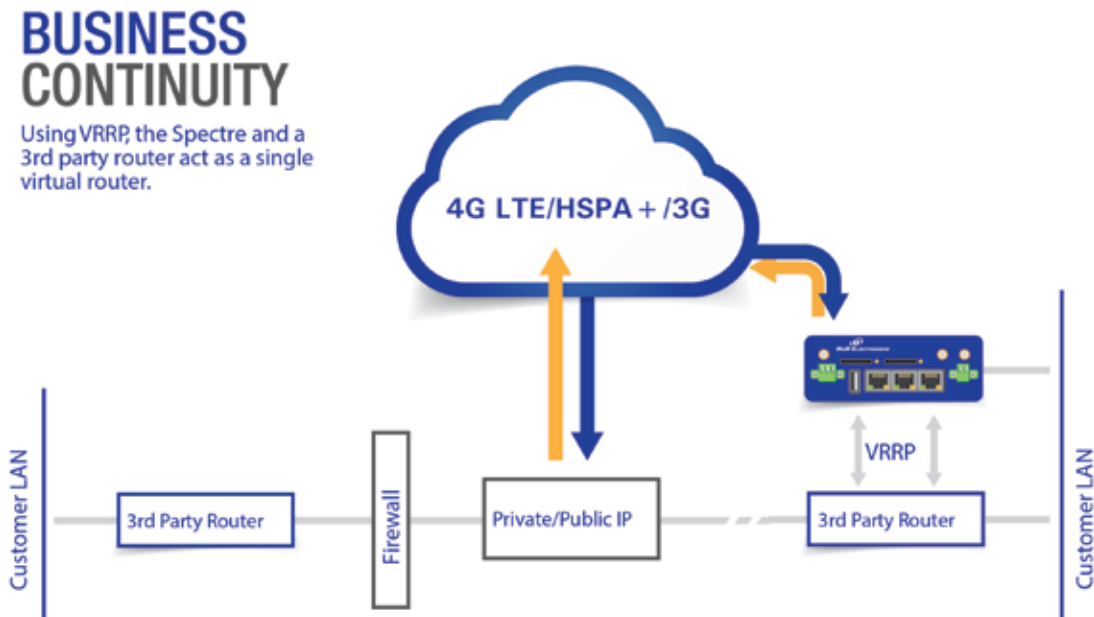 BUSINESS
CONTINUITY
Using VRRP, the Spectre and a
3rd party router act as a single
virtual router.
4G LTE/HSPA + /3G
B+B ELECTRONICS
VRRP
Customer LAN
3rd Party Router
Firewall
Private/Public IP
3rd Party Router
Customer LAN